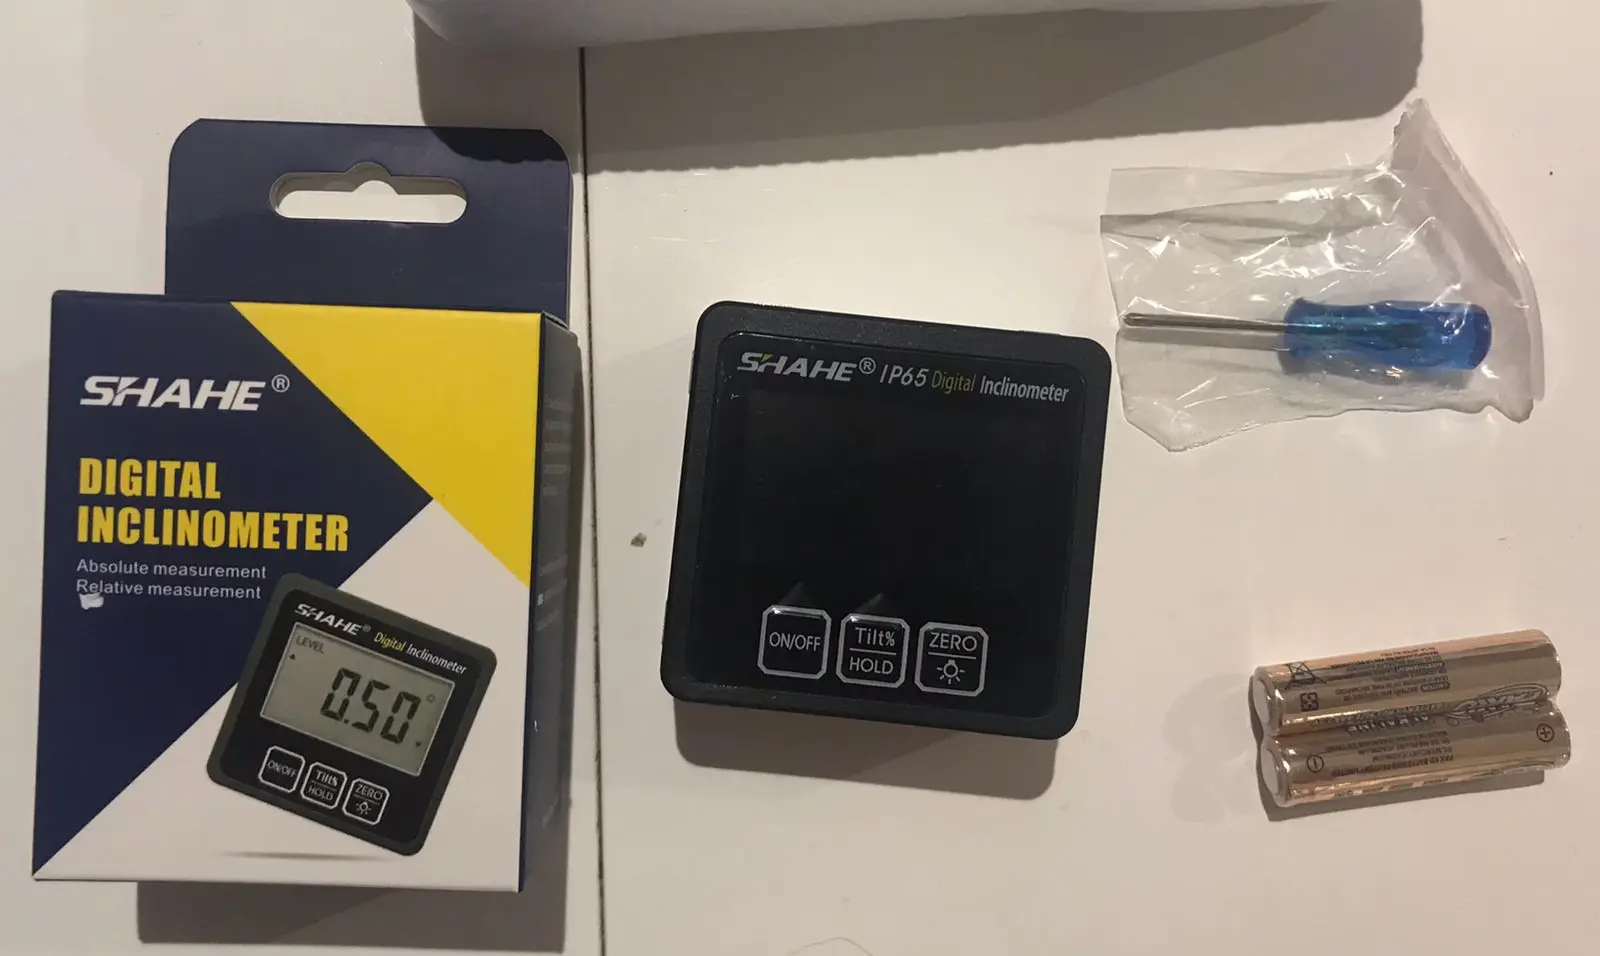 SHAHE®
DIGITAL
INCLINOMETER
Absolute measurement
Relative measurement
SHAHE® Digital Inclinometer
LEVEL
0.50°
ON/OFF
Tilt%
HOLD
ZERO
SHAHE® IP65 Digital Inclinometer
ON/OFF
Tilt%
HOLD
ZERO
ALKALINE